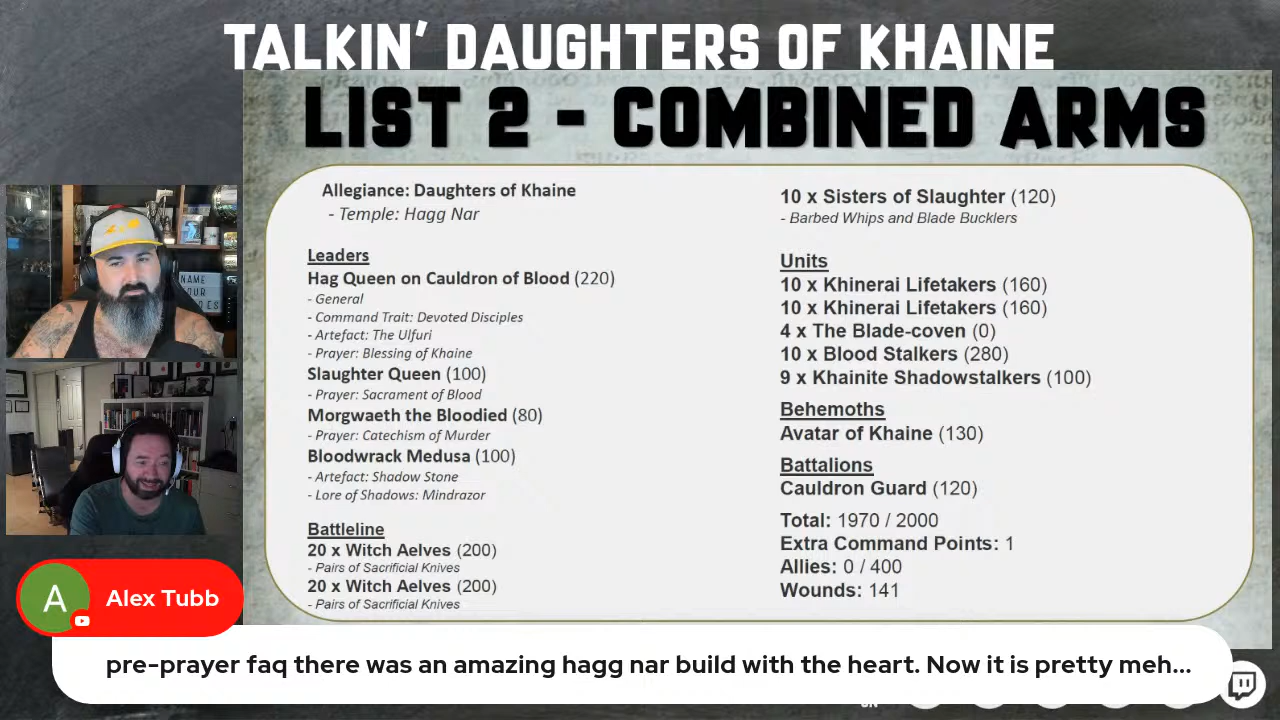 TALKIN' DAUGHTERS OF KHAINE
LIST 2 - COMBINED ARMS
Allegiance: Daughters of Khaine
- Temple: Hagg Nar
Leaders
Hag Queen on Cauldron of Blood (220)
- General
- Command Trait: Devoted Disciples
- Artefact: The Ulfuri
- Prayer: Blessing of Khaine
Slaughter Queen (100)
- Prayer: Sacrament of Blood
Morgwaeth the Bloodied (80)
- Prayer: Catechism of Murder
Bloodwrack Medusa (100)
- Artefact: Shadow Stone
- Lore of Shadows: Mindrazor
Battleline
20 x Witch Aelves (200)
- Pairs of Sacrificial Knives
20 x Witch Aelves (200)
- Pairs of Sacrificial Knives
10 x Sisters of Slaughter (120)
- Barbed Whips and Blade Bucklers
Units
10 x Khinerai Lifetakers (160)
10 x Khinerai Lifetakers (160)
4 x The Blade-coven (0)
10 x Blood Stalkers (280)
9 x Khainite Shadowstalkers (100)
Behemoths
Avatar of Khaine (130)
Battalions
Cauldron Guard (120)
Total: 1970 / 2000
Extra Command Points: 1
Allies: 0 / 400
Wounds: 141
NAME
A
Alex Tubb
pre-prayer faq there was an amazing hagg nar build with the heart. Now it is pretty meh...